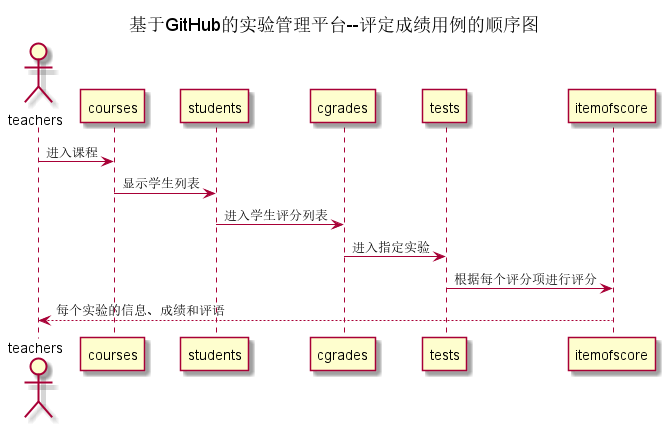 基于GitHub的实验管理平台--评定成绩用例的顺序图
teachers
courses
students
cgrades
tests
itemofscore
进入课程
显示学生列表
进入学生评分列表
进入指定实验
根据每个评分项进行评分
每个实验的信息、成绩和评语
teachers
courses
students
cgrades
tests
itemofscore